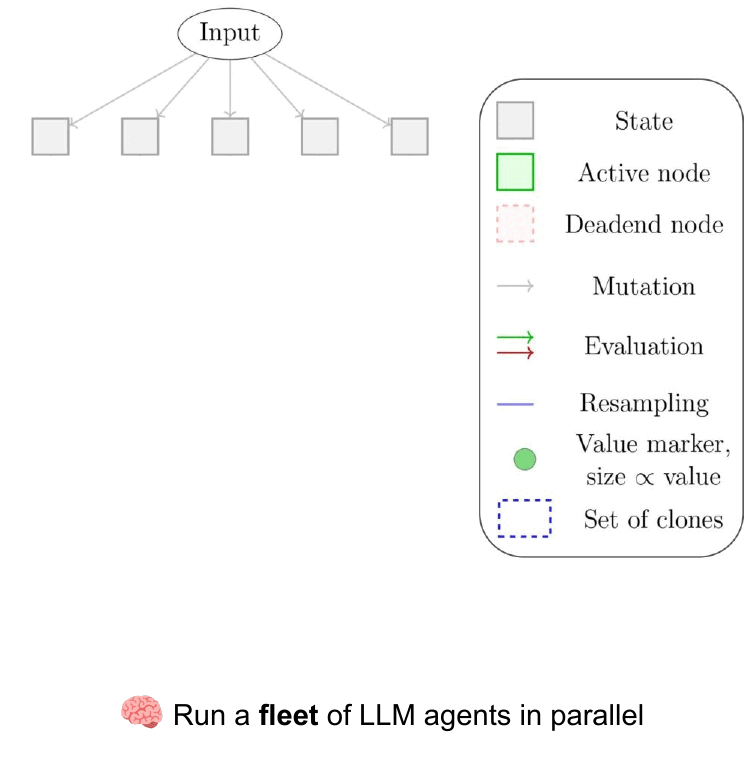 Input
State
Active node
Deadend node
Mutation
Evaluation
Resampling
Value marker,
size ∝ value
Set of clones
Run a fleet of LLM agents in parallel